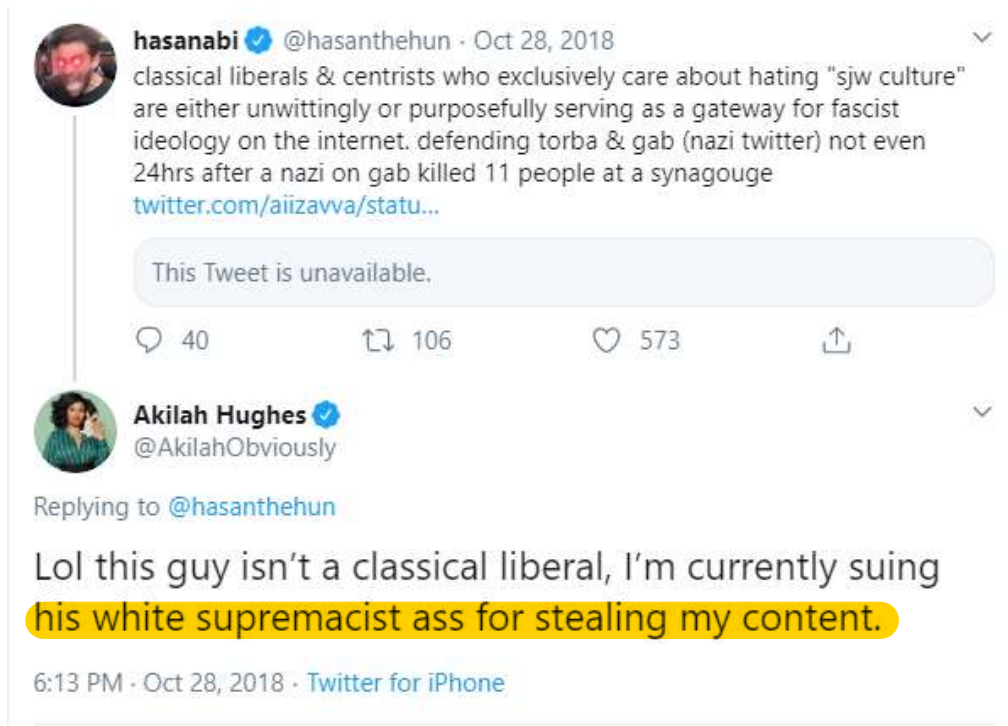 hasanabi @hasanthehun · Oct 28, 2018
classical liberals & centrists who exclusively care about hating "sjw culture"
are either unwittingly or purposefully serving as a gateway for fascist
ideology on the internet. defending torba & gab (nazi twitter) not even
24hrs after a nazi on gab killed 11 people at a synagouge
twitter.com/aiizavva/statu...
This Tweet is unavailable.
40 106 573
Akilah Hughes
@AkilahObviously
Replying to @hasanthehun
Lol this guy isn't a classical liberal, I'm currently suing
his white supremacist ass for stealing my content.
6:13 PM · Oct 28, 2018 · Twitter for iPhone